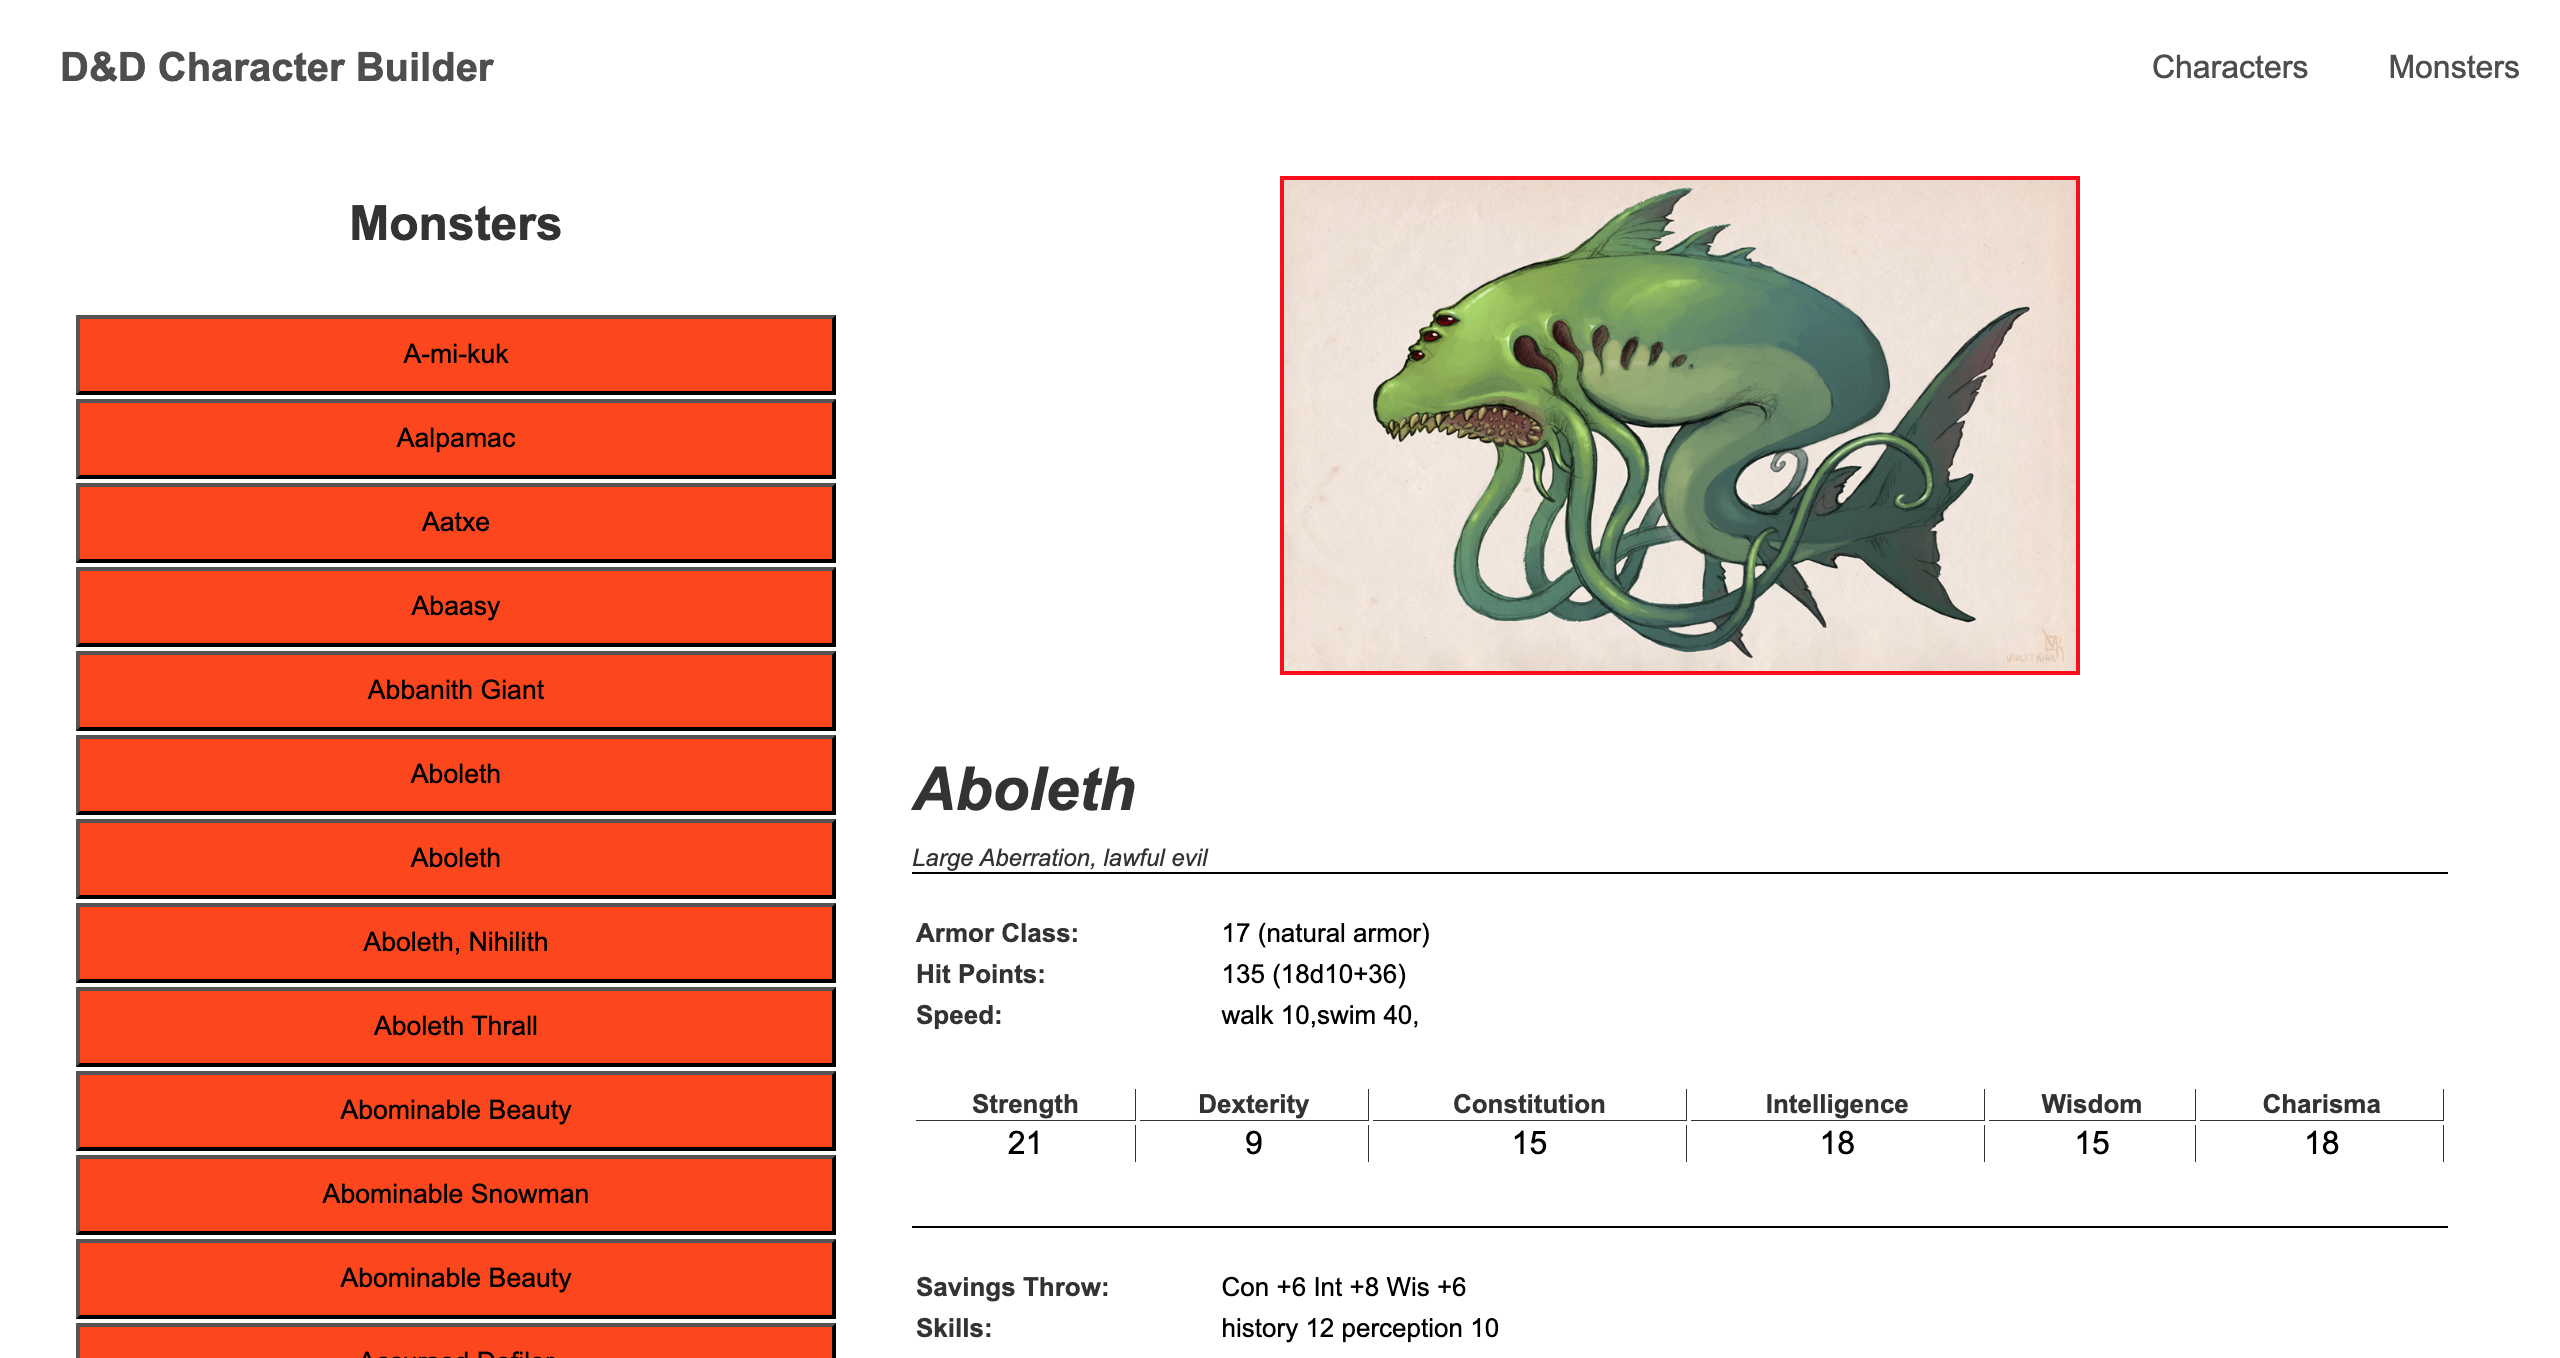 D&D Character Builder
Characters
Monsters
Monsters
A-mi-kuk
Aalpamac
Aatxe
Abaasy
Abbanith Giant
Aboleth
Aboleth
Aboleth, Nihilith
Aboleth Thrall
Abominable Beauty
Abominable Snowman
Abominable Beauty
VIOLET KIRK
Aboleth
Large Aberration, lawful evil
Armor Class: 17 (natural armor)
Hit Points: 135 (18d10+36)
Speed: walk 10,swim 40,
Strength Dexterity Constitution Intelligence Wisdom Charisma
21 9 15 18 15 18
Savings Throw: Con +6 Int +8 Wis +6
Skills: history 12 perception 10